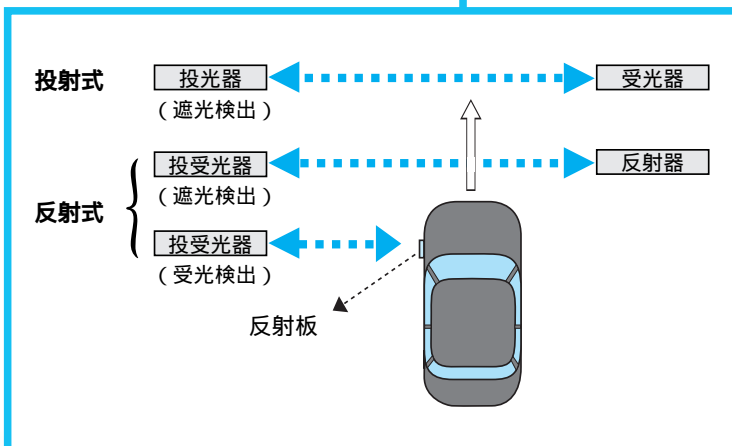 投射式 投光器 受光器
(遮光検出)
投受光器 反射器
(遮光検出)
反射式
投受光器
(受光検出)
反射板